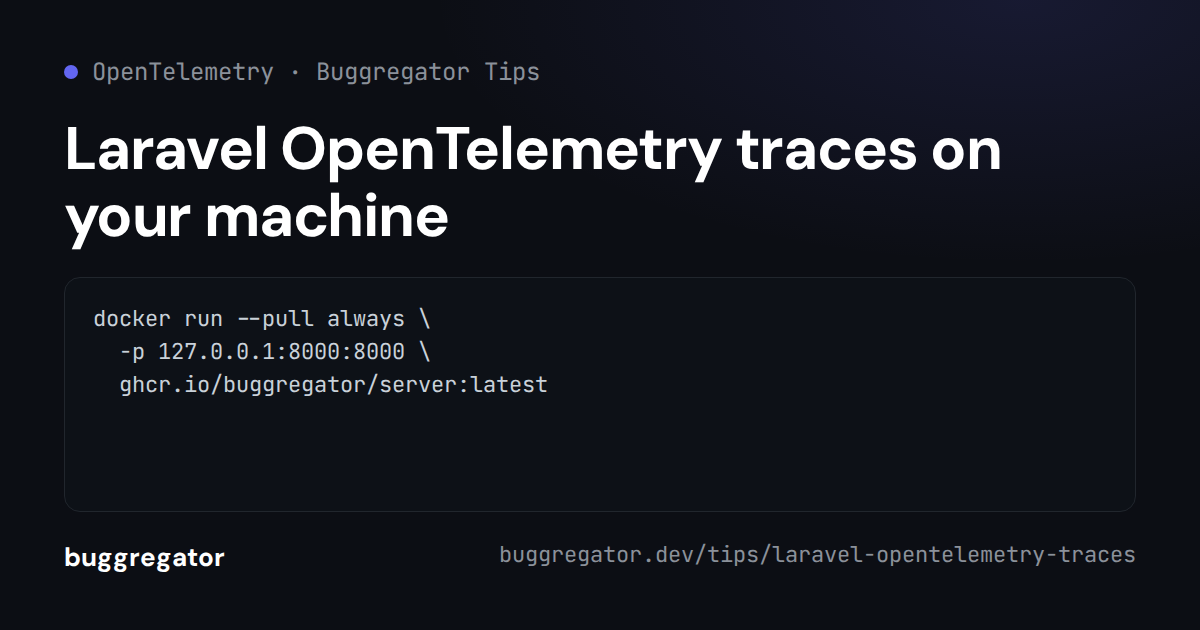 OpenTelemetry · Buggregator Tips
Laravel OpenTelemetry traces on
your machine
docker run --pull always \
  -p 127.0.0.1:8000:8000 \
  ghcr.io/buggregator/server:latest
buggregator
buggregator.dev/tips/laravel-opentelemetry-traces